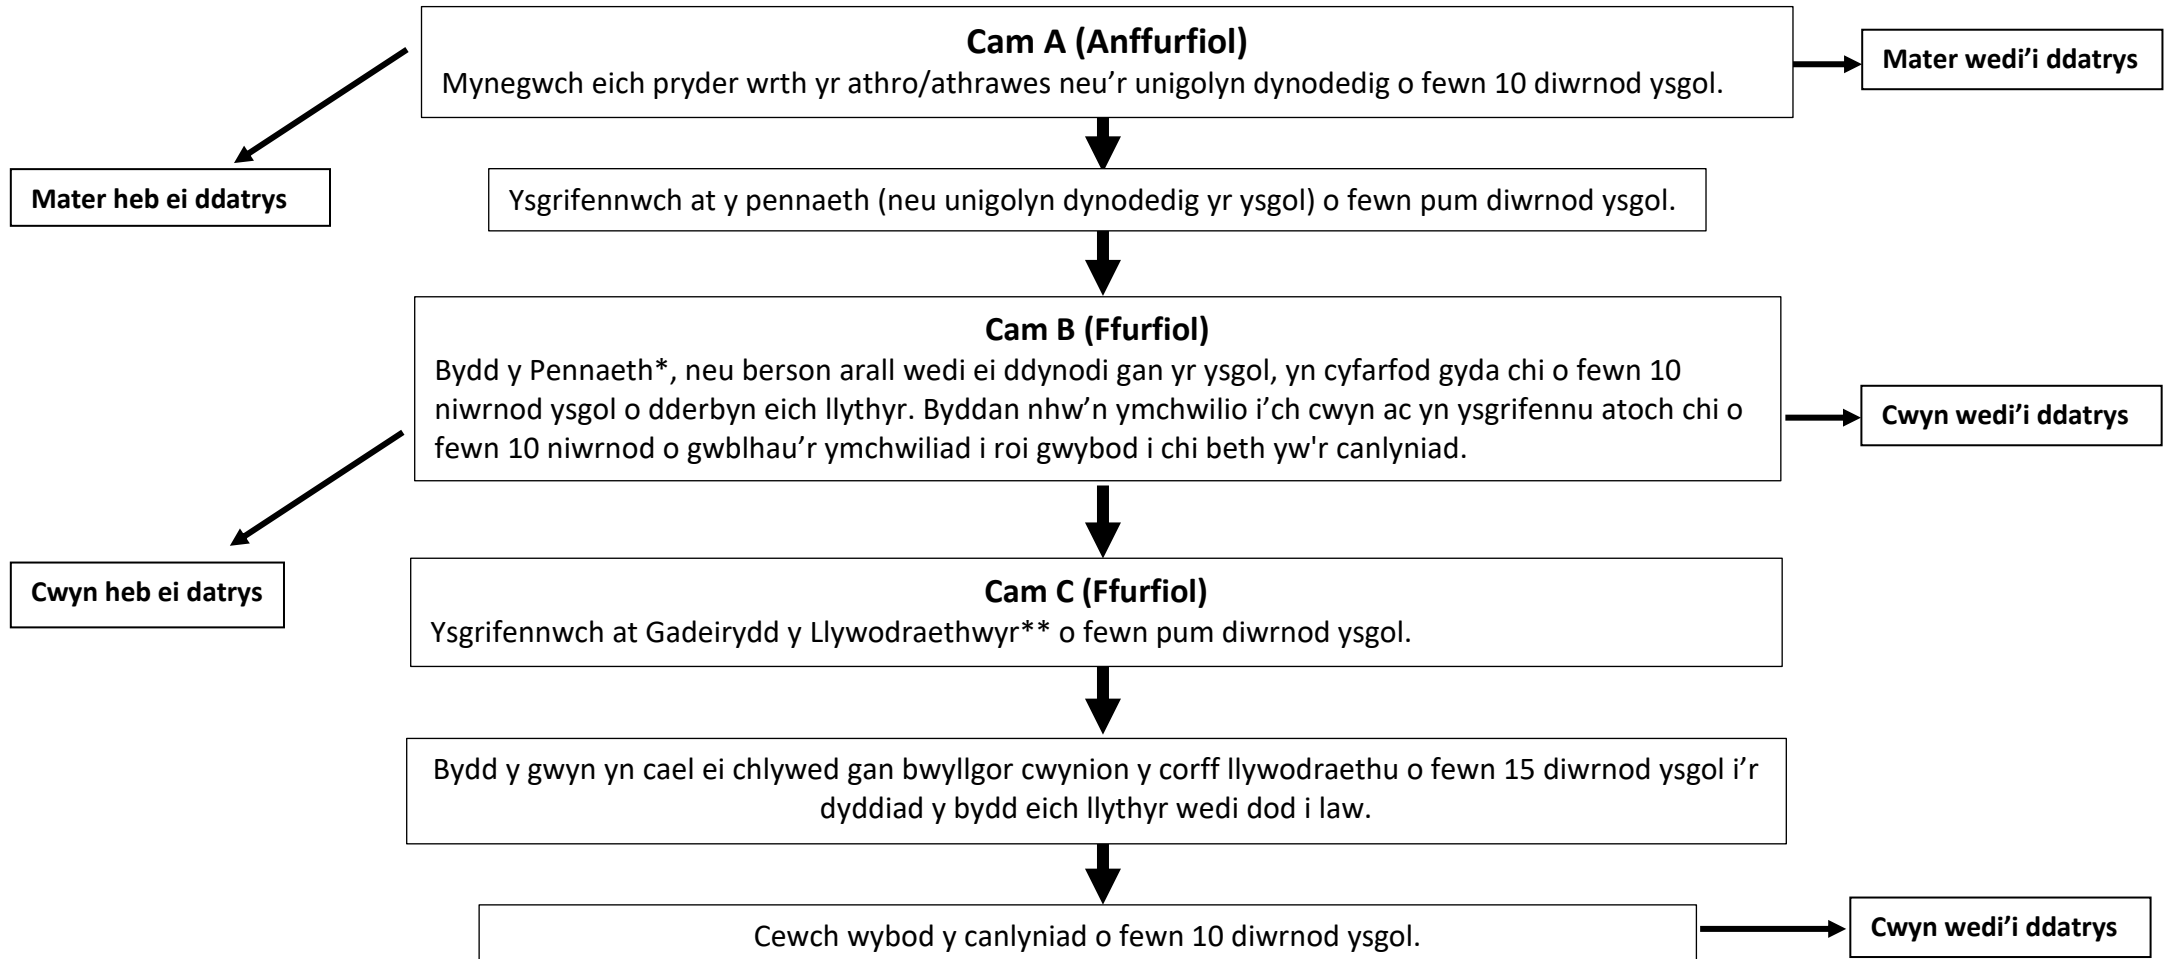 Cam A (Anffurfiol)
Mynegwch eich pryder wrth yr athro/athrawes neu’r unigolyn dynodedig o fewn 10 diwrnod ysgol.
Mater wedi’i ddatrys
Mater heb ei ddatrys
Ysgrifennwch at y pennaeth (neu unigolyn dynodedig yr ysgol) o fewn pum diwrnod ysgol.
Cam B (Ffurfiol)
Bydd y Pennaeth*, neu berson arall wedi ei ddynodi gan yr ysgol, yn cyfarfod gyda chi o fewn 10
niwrnod ysgol o dderbyn eich llythyr. Byddan nhw’n ymchwilio i’ch cwyn ac yn ysgrifennu atoch chi o
fewn 10 niwrnod o gwblhau’r ymchwiliad i roi gwybod i chi beth yw'r canlyniad.
Cwyn wedi’i ddatrys
Cwyn heb ei datrys
Cam C (Ffurfiol)
Ysgrifennwch at Gadeirydd y Llywodraethwyr** o fewn pum diwrnod ysgol.
Bydd y gwyn yn cael ei chlywed gan bwyllgor cwynion y corff llywodraethu o fewn 15 diwrnod ysgol i’r
dyddiad y bydd eich llythyr wedi dod i law.
Cewch wybod y canlyniad o fewn 10 diwrnod ysgol.
Cwyn wedi’i ddatrys